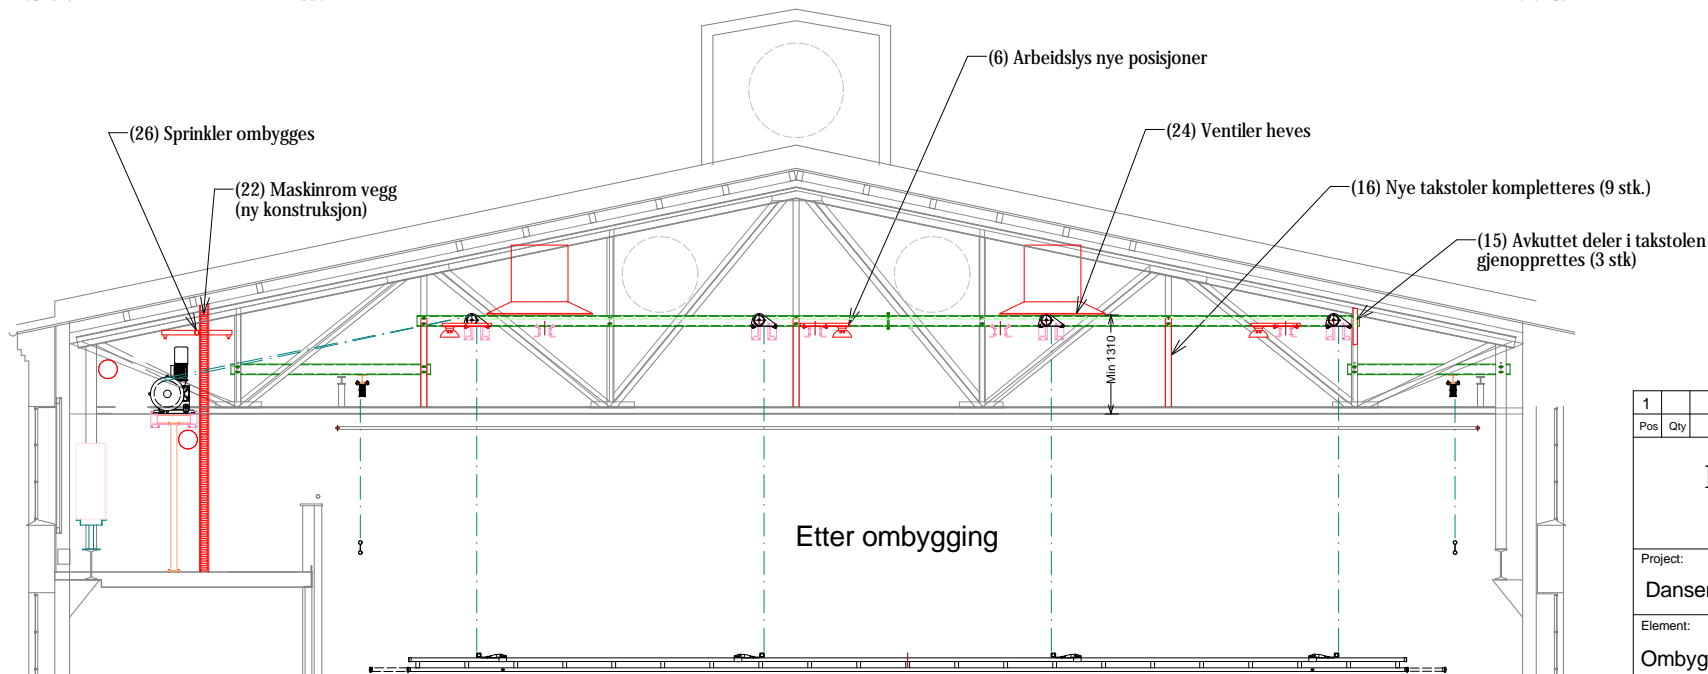 (6) Arbeidslys nye posisjoner
(26) Sprinkler ombygges
(24) Ventiler heves
(22) Maskinrom vegg
(ny konstruksjon)
(16) Nye takstoler kompletteres (9 stk.)
(15) Avkuttet deler i takstolen
gjenopprettes (3 stk)
Min 1310
1
Pos Qty
Etter ombygging
Project:
Element: